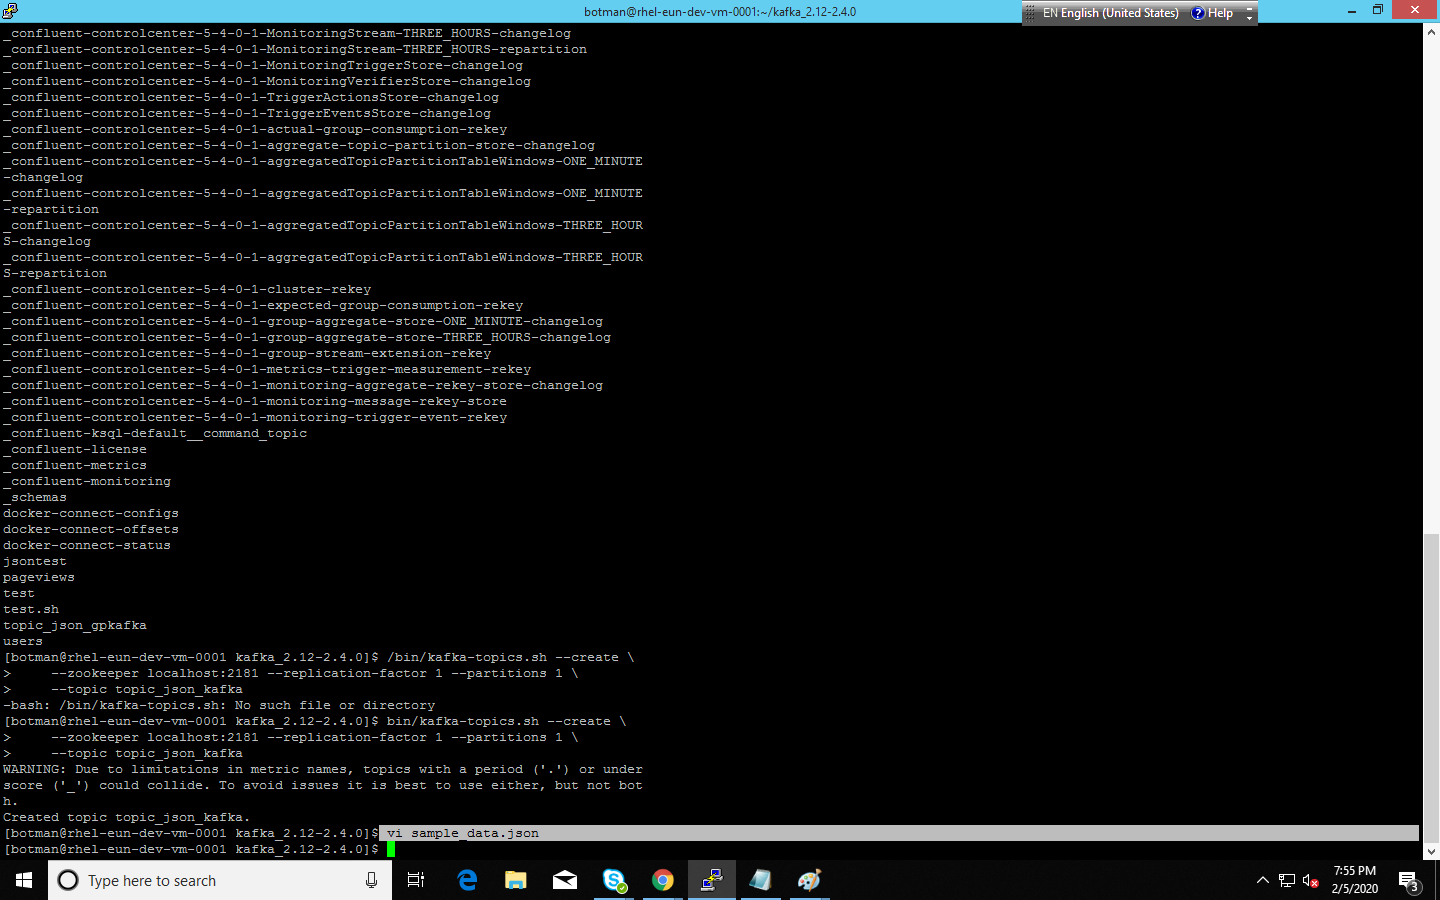 botman@rhel-eun-dev-vm-0001:~/kafka_2.12-2.4.0
EN English (United States) ? Help
_confluent-controlcenter-5-4-0-1-MonitoringStream-THREE_HOURS-changelog
_confluent-controlcenter-5-4-0-1-MonitoringStream-THREE_HOURS-repartition
_confluent-controlcenter-5-4-0-1-MonitoringTriggerStore-changelog
_confluent-controlcenter-5-4-0-1-MonitoringVerifierStore-changelog
_confluent-controlcenter-5-4-0-1-TriggerActionsStore-changelog
_confluent-controlcenter-5-4-0-1-TriggerEventsStore-changelog
_confluent-controlcenter-5-4-0-1-actual-group-consumption-rekey
_confluent-controlcenter-5-4-0-1-aggregate-topic-partition-store-changelog
_confluent-controlcenter-5-4-0-1-aggregatedTopicPartitionTableWindows-ONE_MINUTE
-changelog
_confluent-controlcenter-5-4-0-1-aggregatedTopicPartitionTableWindows-ONE_MINUTE
-repartition
_confluent-controlcenter-5-4-0-1-aggregatedTopicPartitionTableWindows-THREE_HOUR
S-changelog
_confluent-controlcenter-5-4-0-1-aggregatedTopicPartitionTableWindows-THREE_HOUR
S-repartition
_confluent-controlcenter-5-4-0-1-cluster-rekey
_confluent-controlcenter-5-4-0-1-expected-group-consumption-rekey
_confluent-controlcenter-5-4-0-1-group-aggregate-store-ONE_MINUTE-changelog
_confluent-controlcenter-5-4-0-1-group-aggregate-store-THREE_HOURS-changelog
_confluent-controlcenter-5-4-0-1-group-stream-extension-rekey
_confluent-controlcenter-5-4-0-1-metrics-trigger-measurement-rekey
_confluent-controlcenter-5-4-0-1-monitoring-aggregate-rekey-store-changelog
_confluent-controlcenter-5-4-0-1-monitoring-message-rekey-store
_confluent-controlcenter-5-4-0-1-monitoring-trigger-event-rekey
_confluent-ksql-default__command_topic
_confluent-license
_confluent-metrics
_confluent-monitoring
_schemas
docker-connect-configs
docker-connect-offsets
docker-connect-status
jsontest
pageviews
test
test.sh
topic_json_gpkafka
users
[botman@rhel-eun-dev-vm-0001 kafka_2.12-2.4.0]$ /bin/kafka-topics.sh --create \
>     --zookeeper localhost:2181 --replication-factor 1 --partitions 1 \
>     --topic topic_json_kafka
-bash: /bin/kafka-topics.sh: No such file or directory
[botman@rhel-eun-dev-vm-0001 kafka_2.12-2.4.0]$ bin/kafka-topics.sh --create \
>     --zookeeper localhost:2181 --replication-factor 1 --partitions 1 \
>     --topic topic_json_kafka
WARNING: Due to limitations in metric names, topics with a period ('.') or under
score ('_') could collide. To avoid issues it is best to use either, but not bot
h.
Created topic topic_json_kafka.
[botman@rhel-eun-dev-vm-0001 kafka_2.12-2.4.0]$ vi sample_data.json
[botman@rhel-eun-dev-vm-0001 kafka_2.12-2.4.0]$
Type here to search
7:55 PM
2/5/2020
3